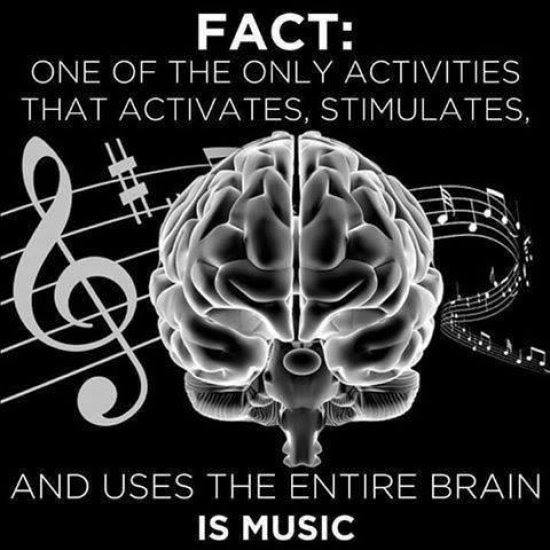 FACT:
ONE OF THE ONLY ACTIVITIES
THAT ACTIVATES, STIMULATES,
AND USES THE ENTIRE BRAIN
IS MUSIC